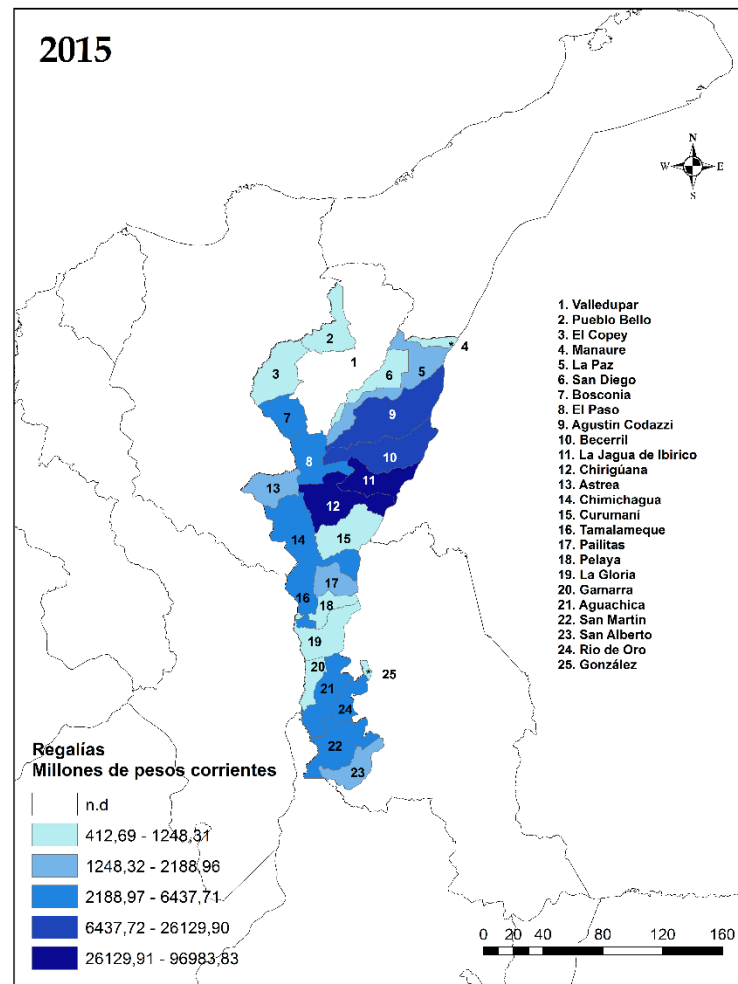 2015
N
W E
S
1
2
3
4
5
6
7
8
9
10
11
12
13
14
15
16
17
18
19
20
21
22
23
24
25
1. Valledupar
2. Pueblo Bello
3. El Copey
4. Manaure
5. La Paz
6. San Diego
7. Bosconia
8. El Paso
9. Agustin Codazzi
10. Becerril
11. La Jagua de Ibirico
12. Chirigúana
13. Astrea
14. Chimichagua
15. Curumaní
16. Tamalameque
17. Pailitas
18. Pelaya
19. La Gloria
20. Gamarra
21. Aguachica
22. San Martin
23. San Alberto
24. Rio de Oro
25. González
Regalías
Millones de pesos corrientes
n.d
412,69 - 1248,31
1248,32 - 2188,96
2188,97 - 6437,71
6437,72 - 26129,90
26129,91 - 96983,83
0 20 40 80 120 160